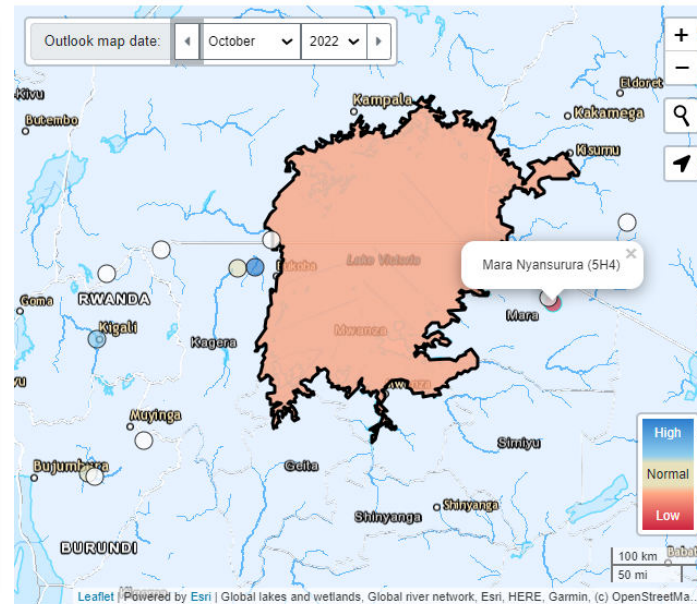 Outlook map date: October 2022
+
−
Kivu
Butembo
Kampala
Eldoret
Kakamega
Kisumu
Lake Victoria
×
Mara Nyansurura (5H4)
Goma
RWANDA
Kigali
Kagera
Mwanza
Mara
Muyinga
Bujumbura
Geita
Simiyu
Shinyanga
Shinyanga
BURUNDI
High
Normal
Low
100 km
50 mi
Leaflet | Powered by Esri | Global lakes and wetlands, Global river network, Esri, HERE, Garmin, (c) OpenStreetMa...